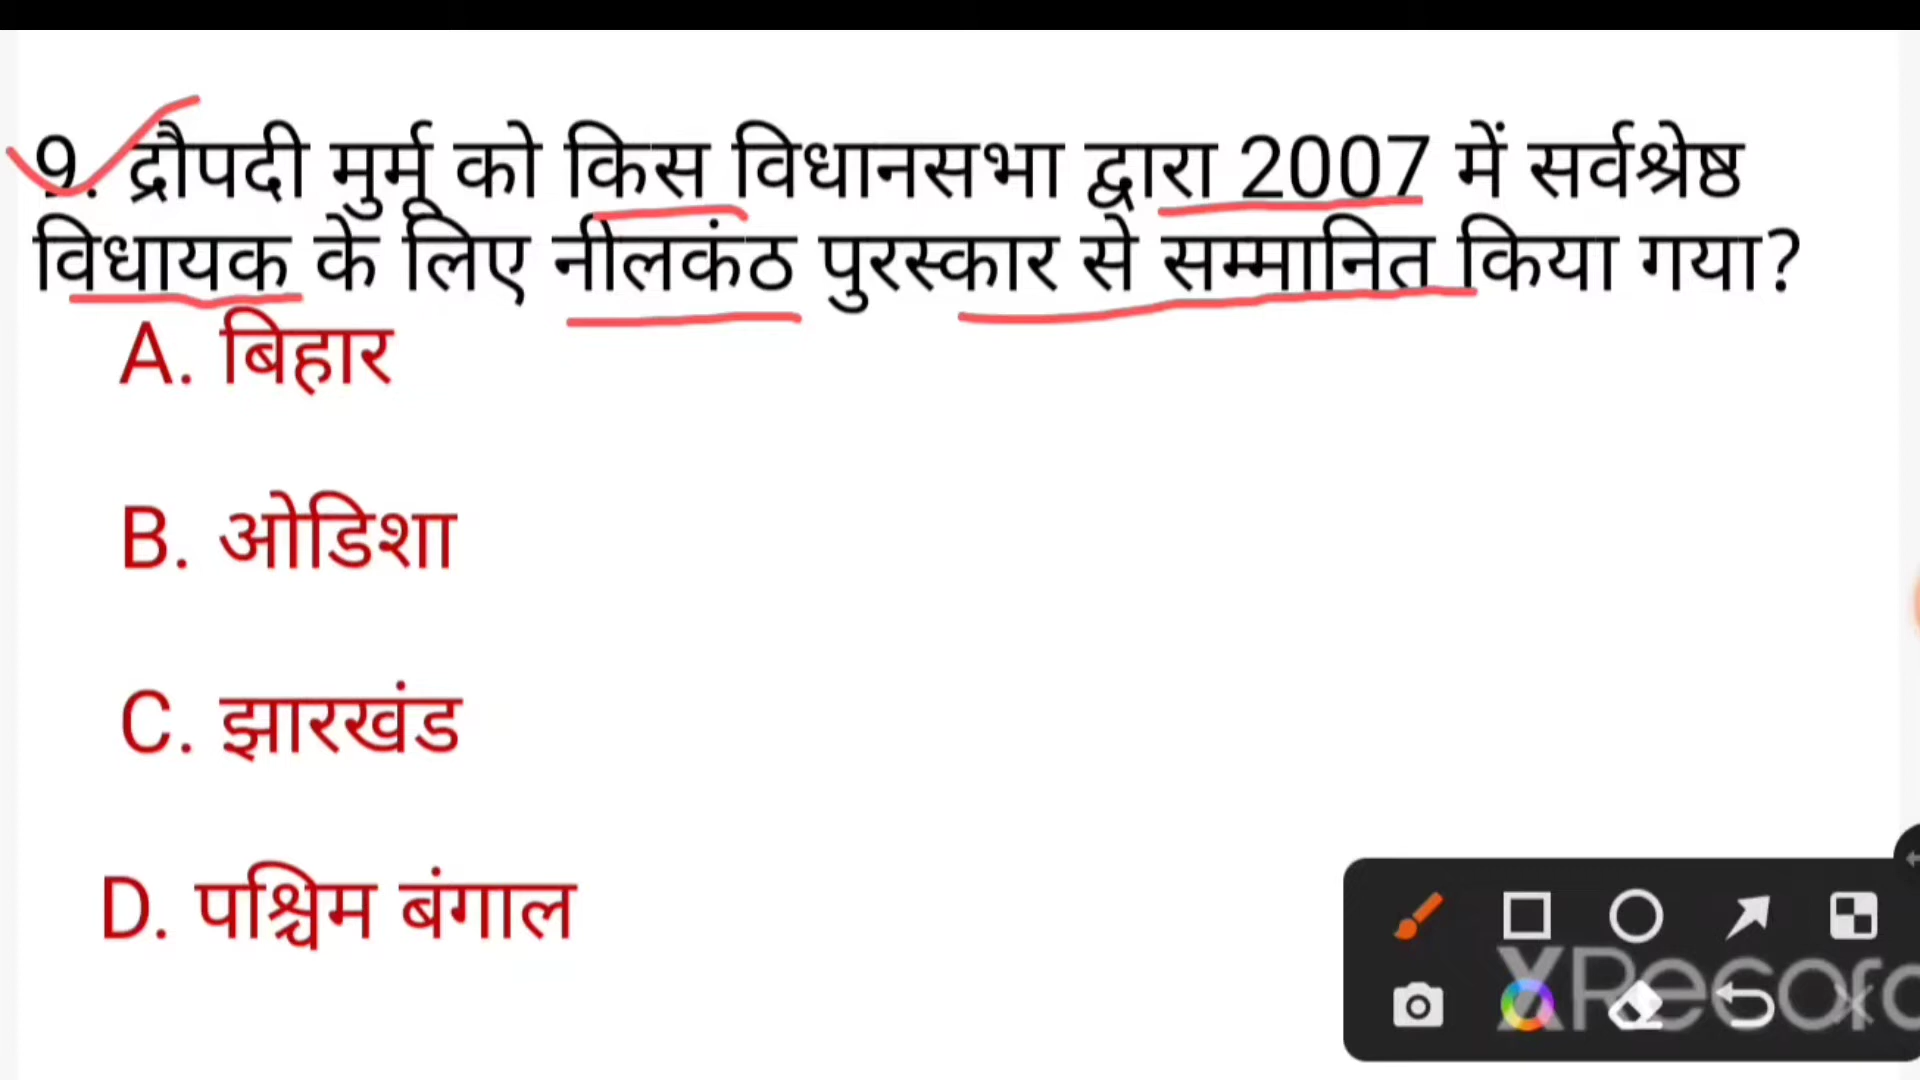 9. द्रौपदी मुर्मू को किस विधानसभा द्वारा 2007 में सर्वश्रेष्ठ
विधायक के लिए नीलकंठ पुरस्कार से सम्मानित किया गया?
A. बिहार
B. ओडिशा
C. झारखंड
D. पश्चिम बंगाल